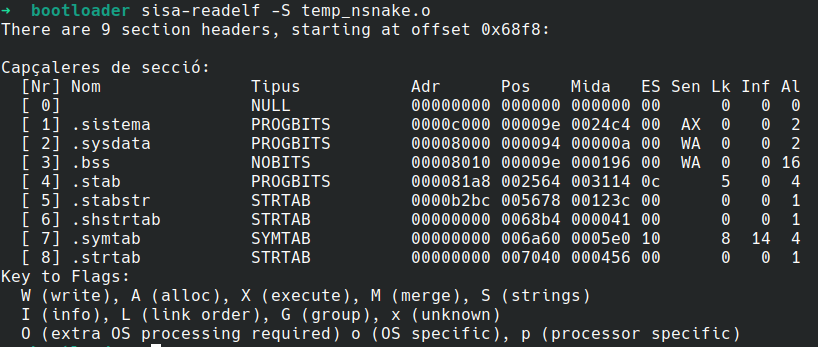 ➜ bootloader sisa-readelf -S temp_nsnake.o
There are 9 section headers, starting at offset 0x68f8:
Capçaleres de secció:
[Nr] Nom Tipus Adr Pos Mida ES Sen Lk Inf Al
[ 0] NULL 00000000 000000 000000 00 0 0 0
[ 1] .sistema PROGBITS 0000c000 00009e 0024c4 00 AX 0 0 2
[ 2] .sysdata PROGBITS 00008000 000094 00000a 00 WA 0 0 2
[ 3] .bss NOBITS 00008010 00009e 000196 00 WA 0 0 16
[ 4] .stab PROGBITS 000081a8 002564 003114 0c 5 0 4
[ 5] .stabstr STRTAB 0000b2bc 005678 00123c 00 0 0 1
[ 6] .shstrtab STRTAB 00000000 0068b4 000041 00 0 0 1
[ 7] .symtab SYMTAB 00000000 006a60 0005e0 10 8 14 4
[ 8] .strtab STRTAB 00000000 007040 000456 00 0 0 1
Key to Flags:
W (write), A (alloc), X (execute), M (merge), S (strings)
I (info), L (link order), G (group), x (unknown)
O (extra OS processing required) o (OS specific), p (processor specific)